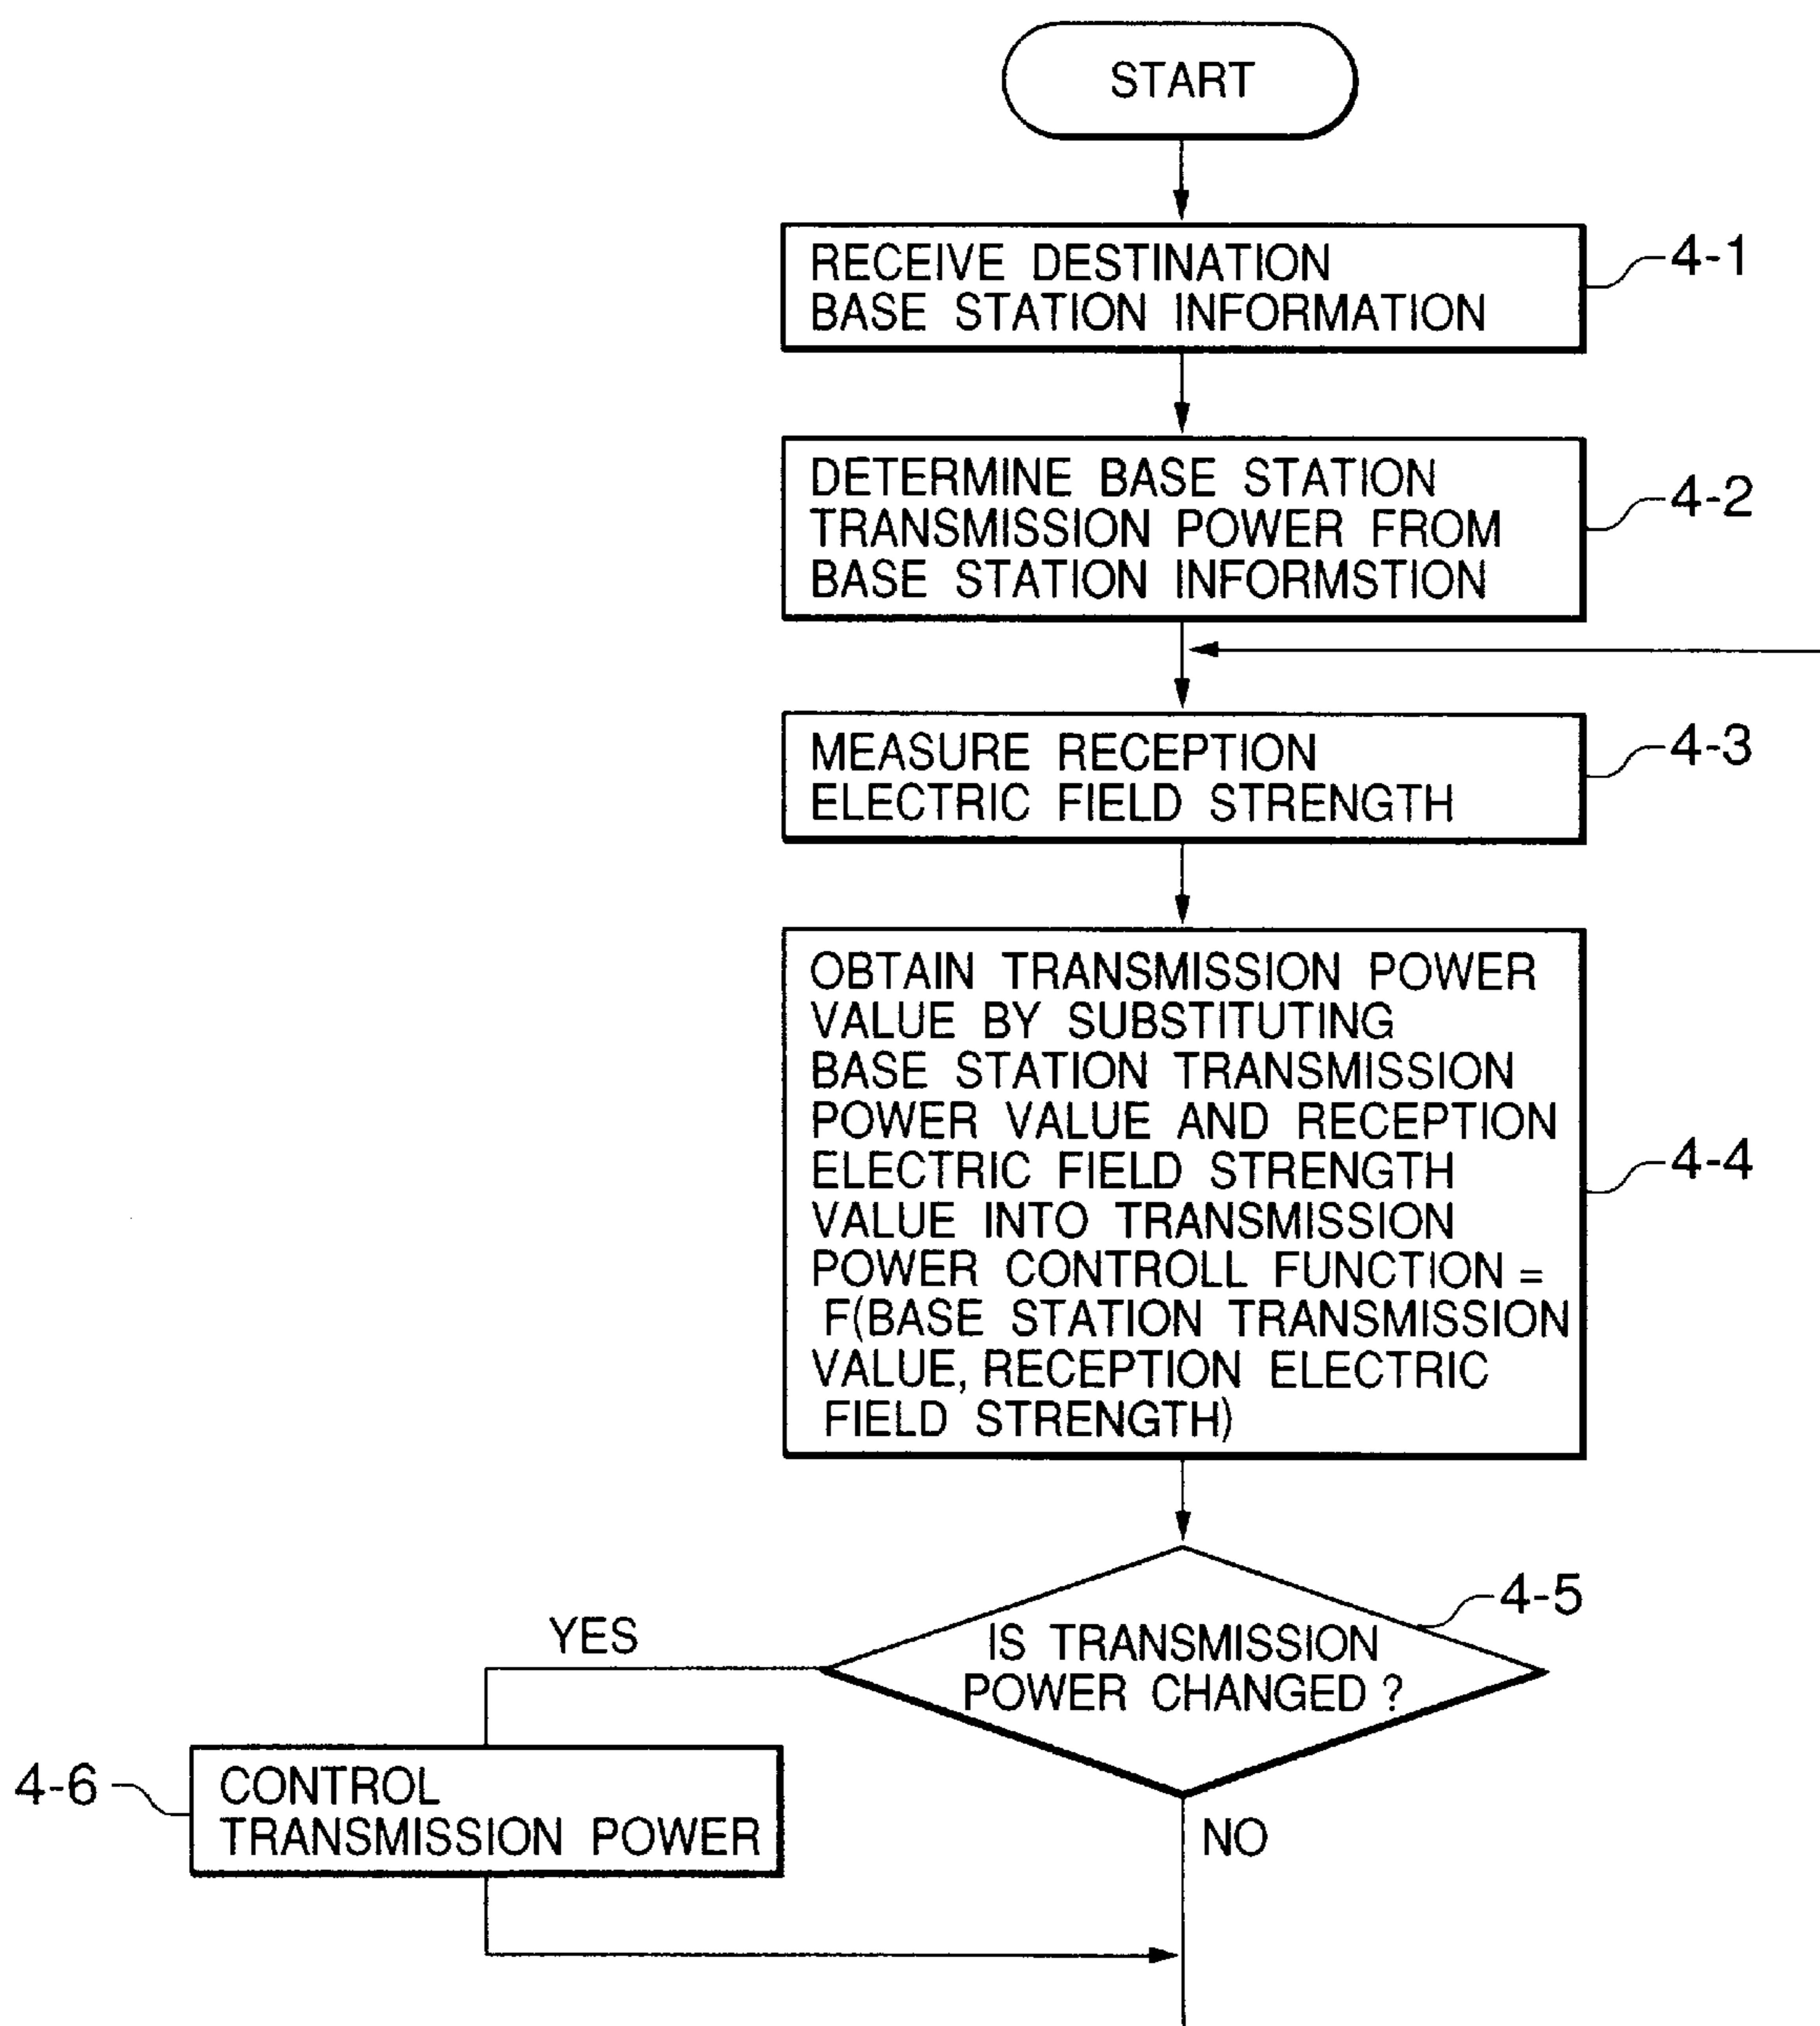 START
RECEIVE DESTINATION
BASE STATION INFORMATION
4-1
DETERMINE BASE STATION
TRANSMISSION POWER FROM
BASE STATION INFORMSTION
4-2
MEASURE RECEPTION
ELECTRIC FIELD STRENGTH
4-3
OBTAIN TRANSMISSION POWER
VALUE BY SUBSTITUTING
BASE STATION TRANSMISSION
POWER VALUE AND RECEPTION
ELECTRIC FIELD STRENGTH
VALUE INTO TRANSMISSION
POWER CONTROLL FUNCTION =
F(BASE STATION TRANSMISSION
VALUE, RECEPTION ELECTRIC
FIELD STRENGTH)
4-4
4-5
IS TRANSMISSION
POWER CHANGED ?
YES
4-6
CONTROL
TRANSMISSION POWER
NO